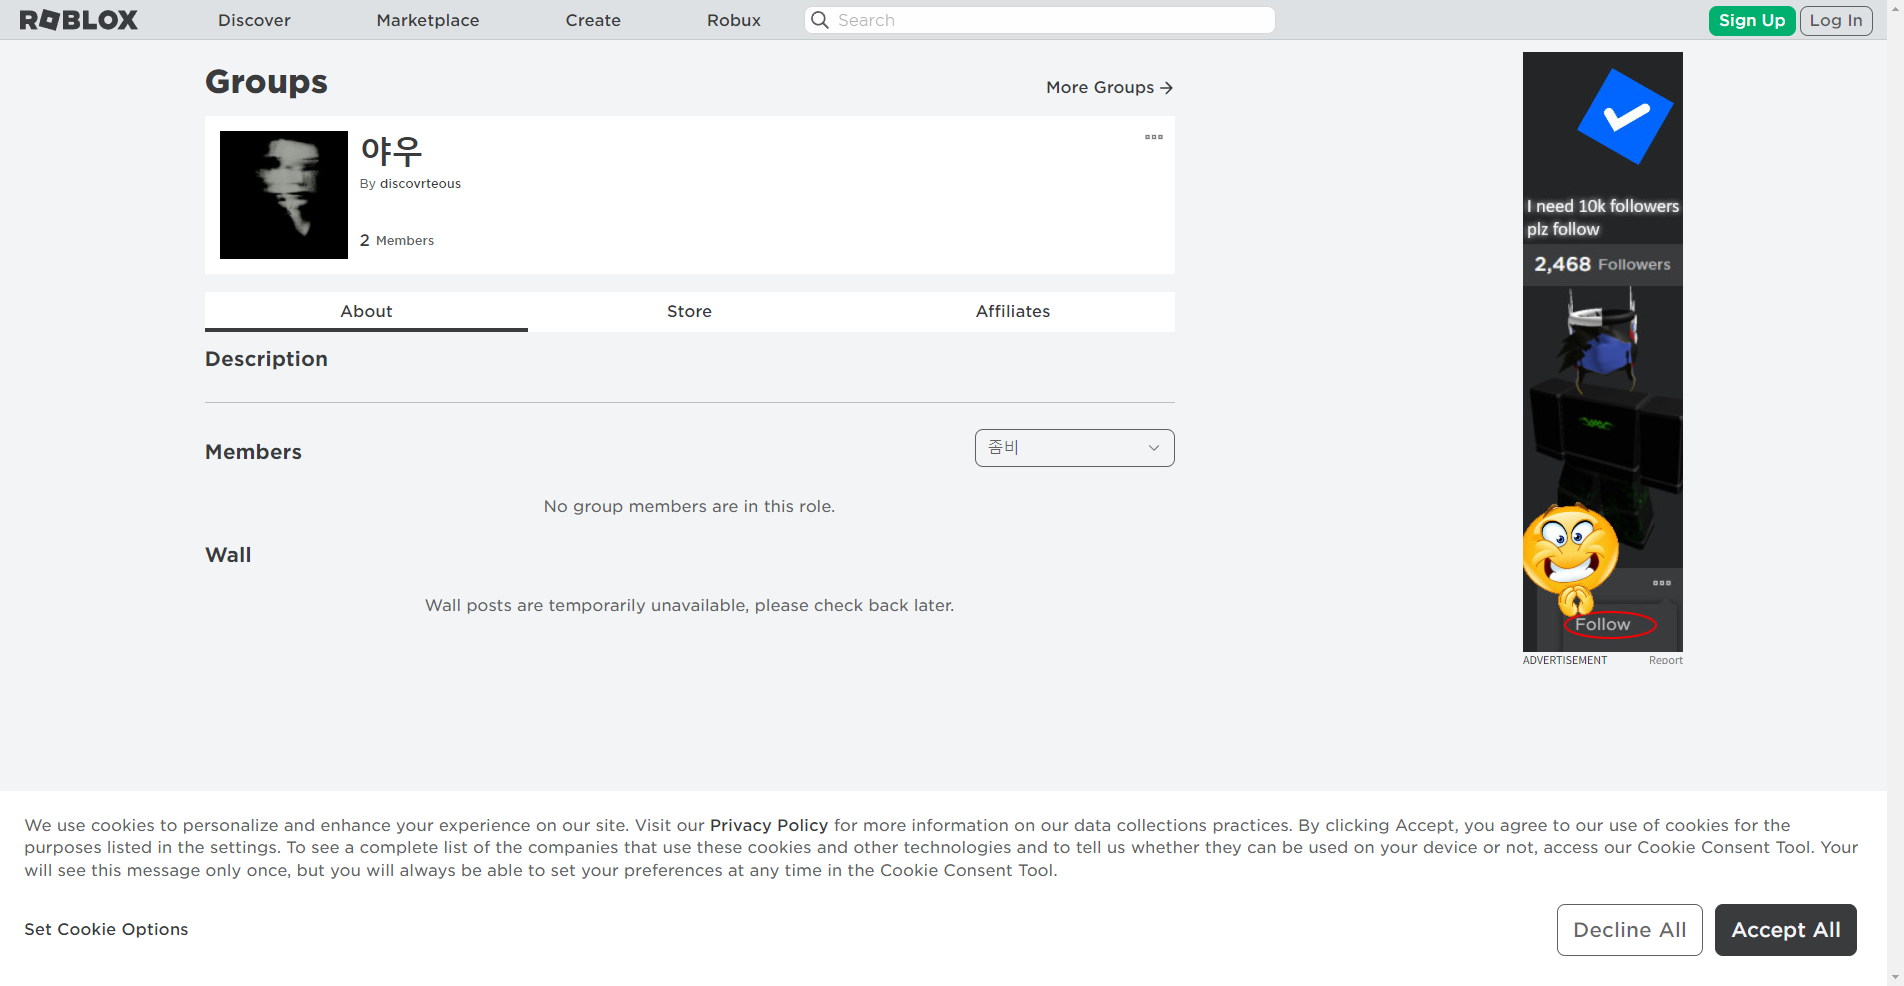 ROBLOX
Discover
Marketplace
Create
Robux
Search
Sign Up
Log In
Groups
More Groups
야우
By discovrteous
2 Members
About
Store
Affiliates
Description
Members
좀비
No group members are in this role.
Wall
Wall posts are temporarily unavailable, please check back later.
I need 10k followers
plz follow
2,468 Followers
Follow
ADVERTISEMENT
Report
We use cookies to personalize and enhance your experience on our site. Visit our Privacy Policy for more information on our data collections practices. By clicking Accept, you agree to our use of cookies for the
purposes listed in the settings. To see a complete list of the companies that use these cookies and other technologies and to tell us whether they can be used on your device or not, access our Cookie Consent Tool. Your
will see this message only once, but you will always be able to set your preferences at any time in the Cookie Consent Tool.
Set Cookie Options
Decline All
Accept All